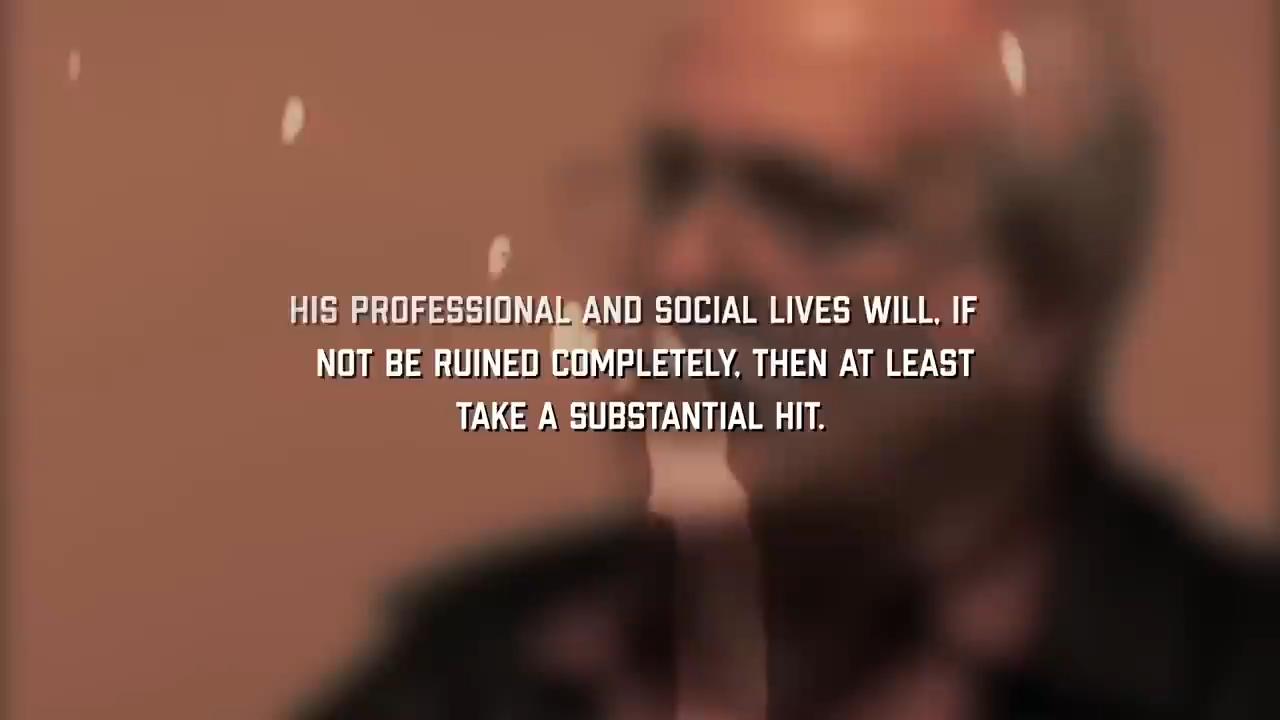 HIS PROFESSIONAL AND SOCIAL LIVES WILL, IF
NOT BE RUINED COMPLETELY, THEN AT LEAST
TAKE A SUBSTANTIAL HIT.